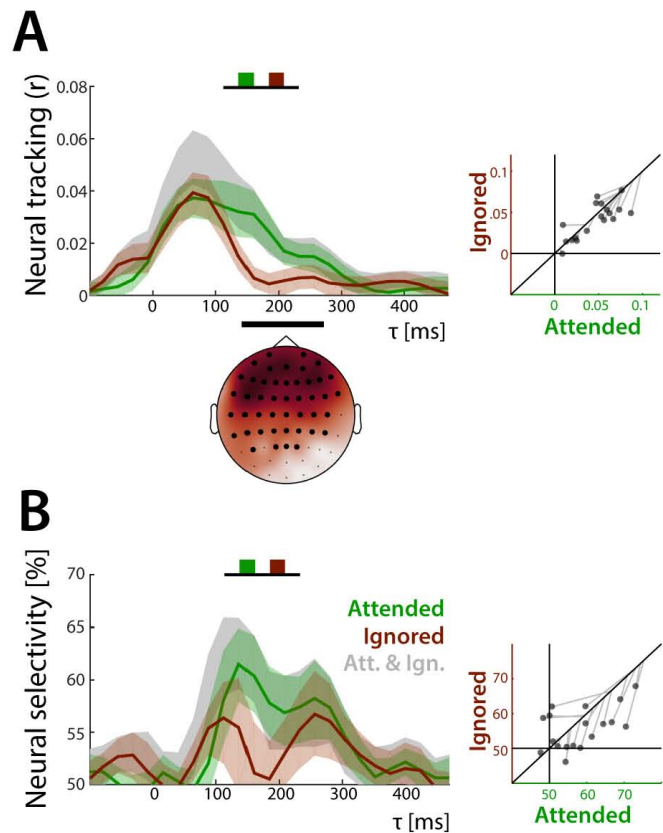 A
Neural tracking (r)
0.08
0.06
0.04
0.02
0
0 100 200 300 400
τ [ms]
Ignored
0.1
.05
0
0 0.05 0.1
Attended
B
Neural selectivity [%]
70
65
60
55
50
Attended
Ignored
Att. & Ign.
0 100 200 300 400
τ [ms]
Ignored
70
60
50
50 60 70
Attended